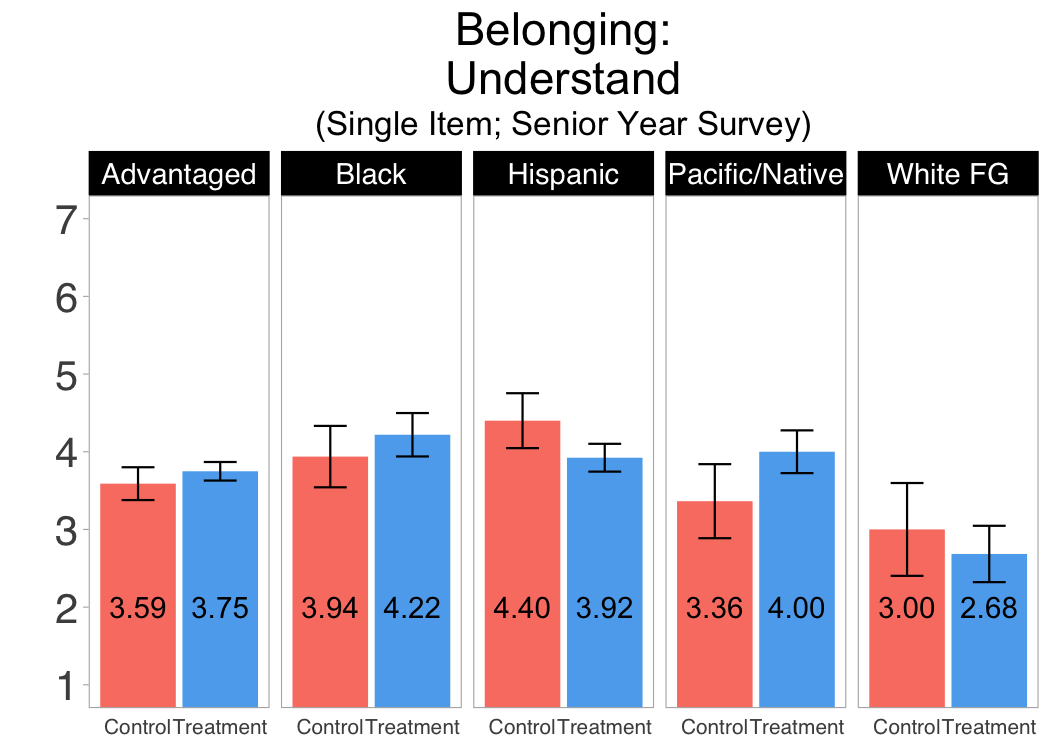 Belonging:
Understand
(Single Item; Senior Year Survey)
Advantaged Black Hispanic Pacific/Native White FG
7
6
5
4
3
2
1
3.59 3.75 3.94 4.22 4.40 3.92 3.36 4.00 3.00 2.68
Control Treatment Control Treatment Control Treatment Control Treatment Control Treatment